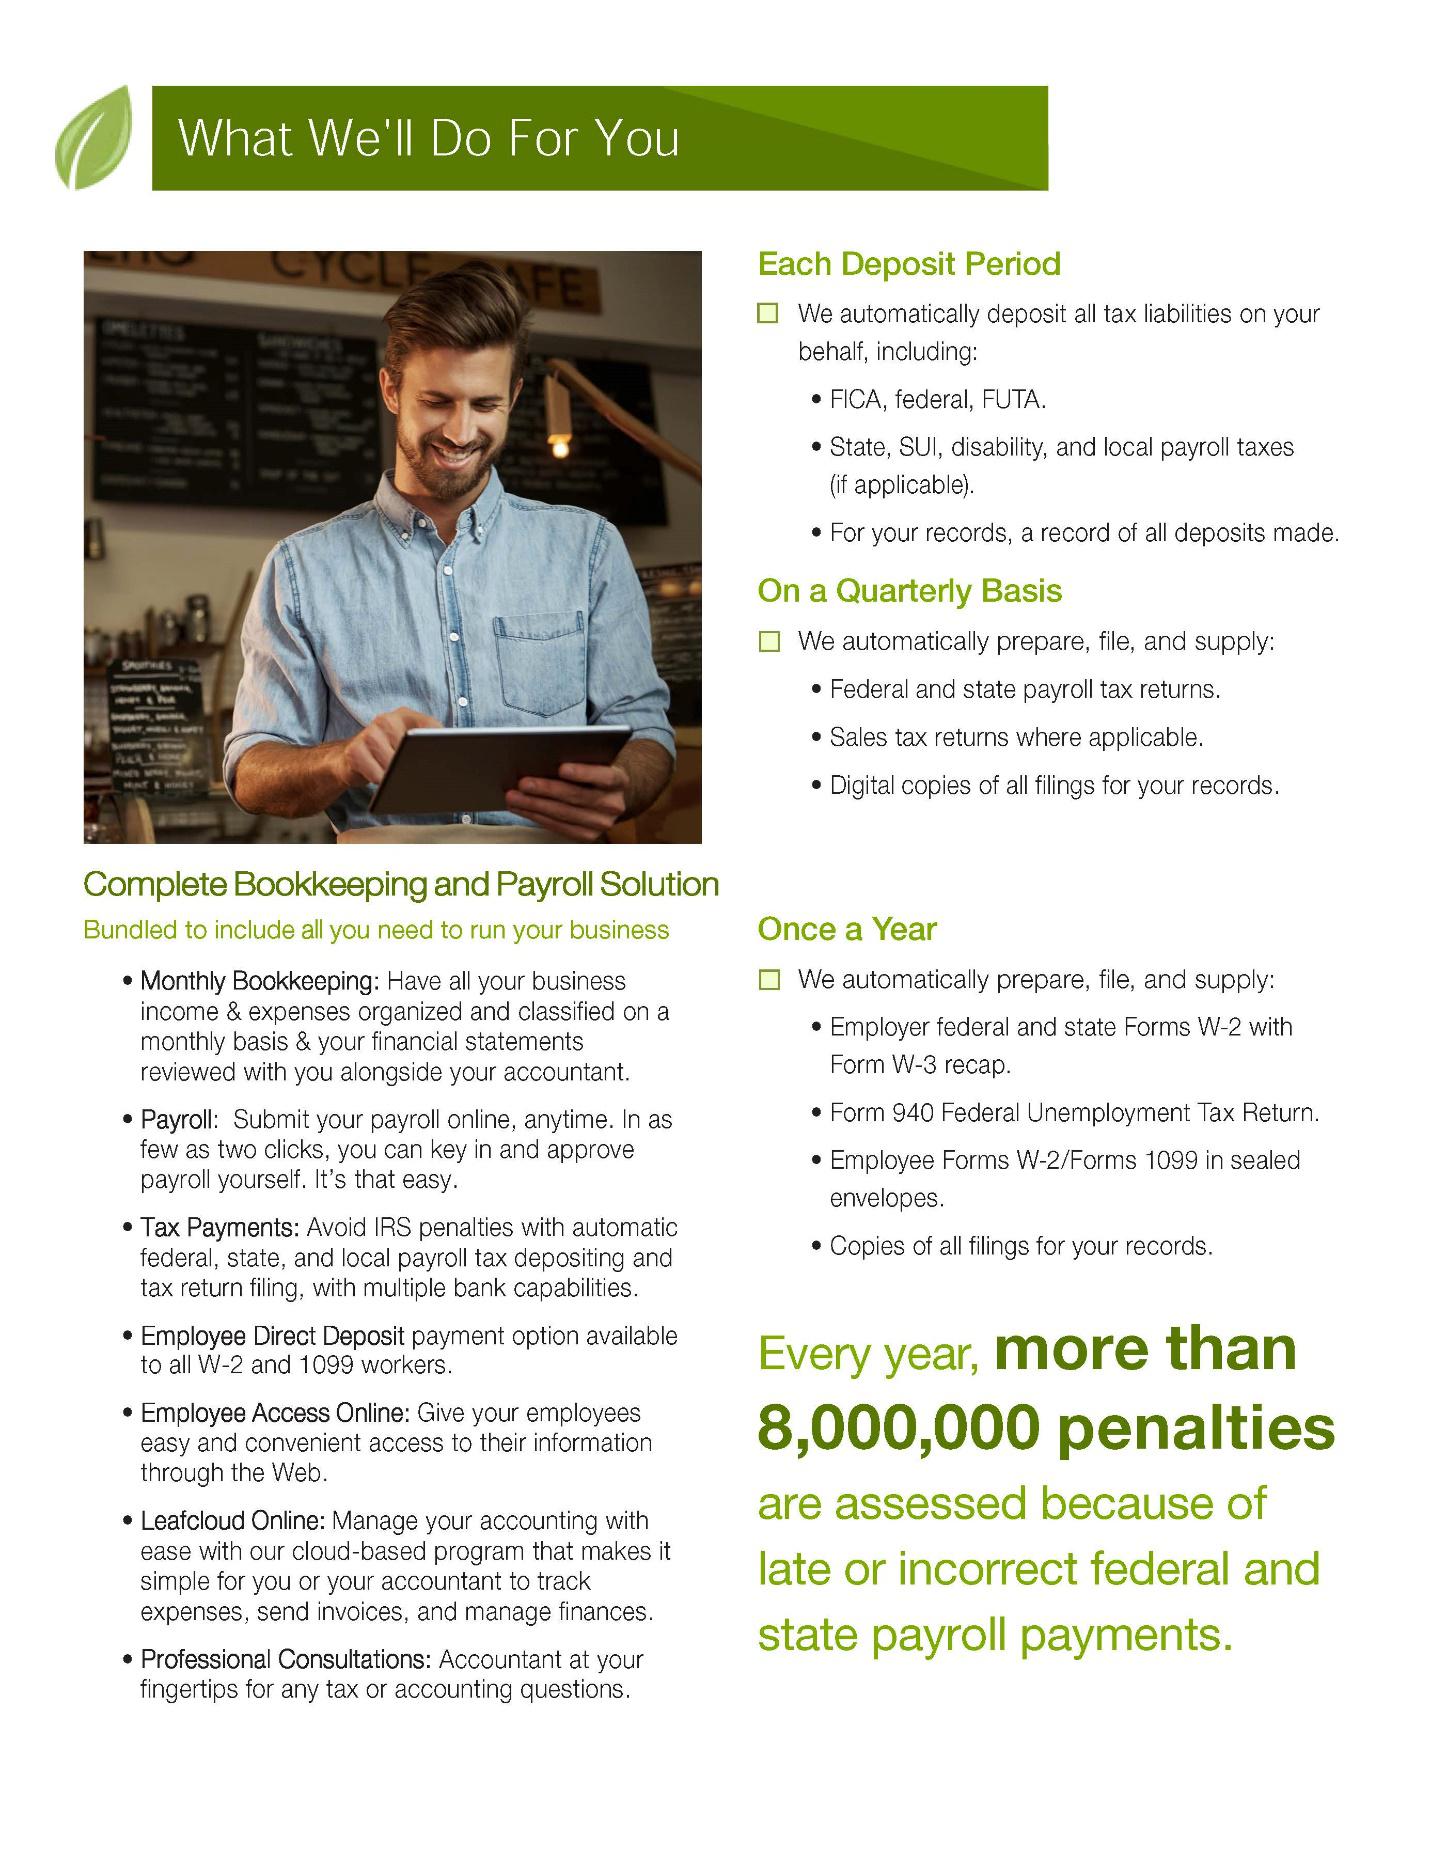 What We'll Do For You
CYCLE CAFE
OMELETTES
SANDWICHES
SMOOTHIES
Complete Bookkeeping and Payroll Solution
Bundled to include all you need to run your business
• Monthly Bookkeeping: Have all your business
income & expenses organized and classified on a
monthly basis & your financial statements
reviewed with you alongside your accountant.
• Payroll:  Submit your payroll online, anytime. In as
few as two clicks, you can key in and approve
payroll yourself. It's that easy.
• Tax Payments: Avoid IRS penalties with automatic
federal, state, and local payroll tax depositing and
tax return filing, with multiple bank capabilities.
• Employee Direct Deposit payment option available
to all W-2 and 1099 workers.
• Employee Access Online: Give your employees
easy and convenient access to their information
through the Web.
• Leafcloud Online: Manage your accounting with
ease with our cloud-based program that makes it
simple for you or your accountant to track
expenses, send invoices, and manage finances.
• Professional Consultations: Accountant at your
fingertips for any tax or accounting questions.
Each Deposit Period
We automatically deposit all tax liabilities on your
behalf, including:
• FICA, federal, FUTA.
• State, SUI, disability, and local payroll taxes
(if applicable).
• For your records, a record of all deposits made.
On a Quarterly Basis
We automatically prepare, file, and supply:
• Federal and state payroll tax returns.
• Sales tax returns where applicable.
• Digital copies of all filings for your records.
Once a Year
We automatically prepare, file, and supply:
• Employer federal and state Forms W-2 with
Form W-3 recap.
• Form 940 Federal Unemployment Tax Return.
• Employee Forms W-2/Forms 1099 in sealed
envelopes.
• Copies of all filings for your records.
Every year, more than
8,000,000 penalties
are assessed because of
late or incorrect federal and
state payroll payments.